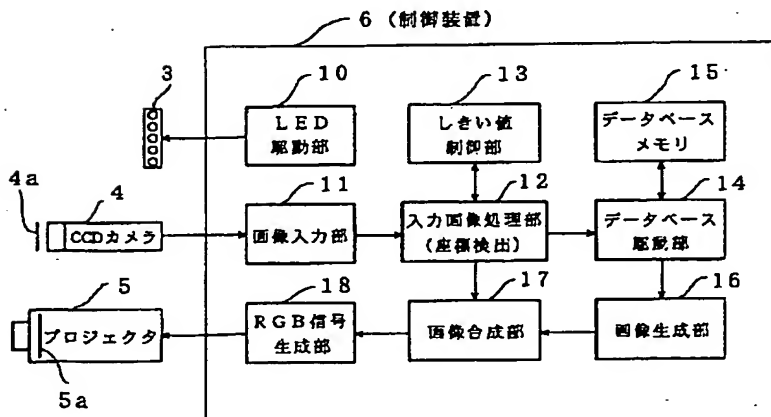 6 (制御装置)
3
10
13
15
LED
駆動部
しきい値
制御部
データベース
メモリ
4a
4
11
12
14
CCDカメラ
画像入力部
入力画像処理部
(座標検出)
データベース
駆動部
5
18
17
16
プロジェクタ
RGB信号
生成部
画像合成部
画像生成部
5a